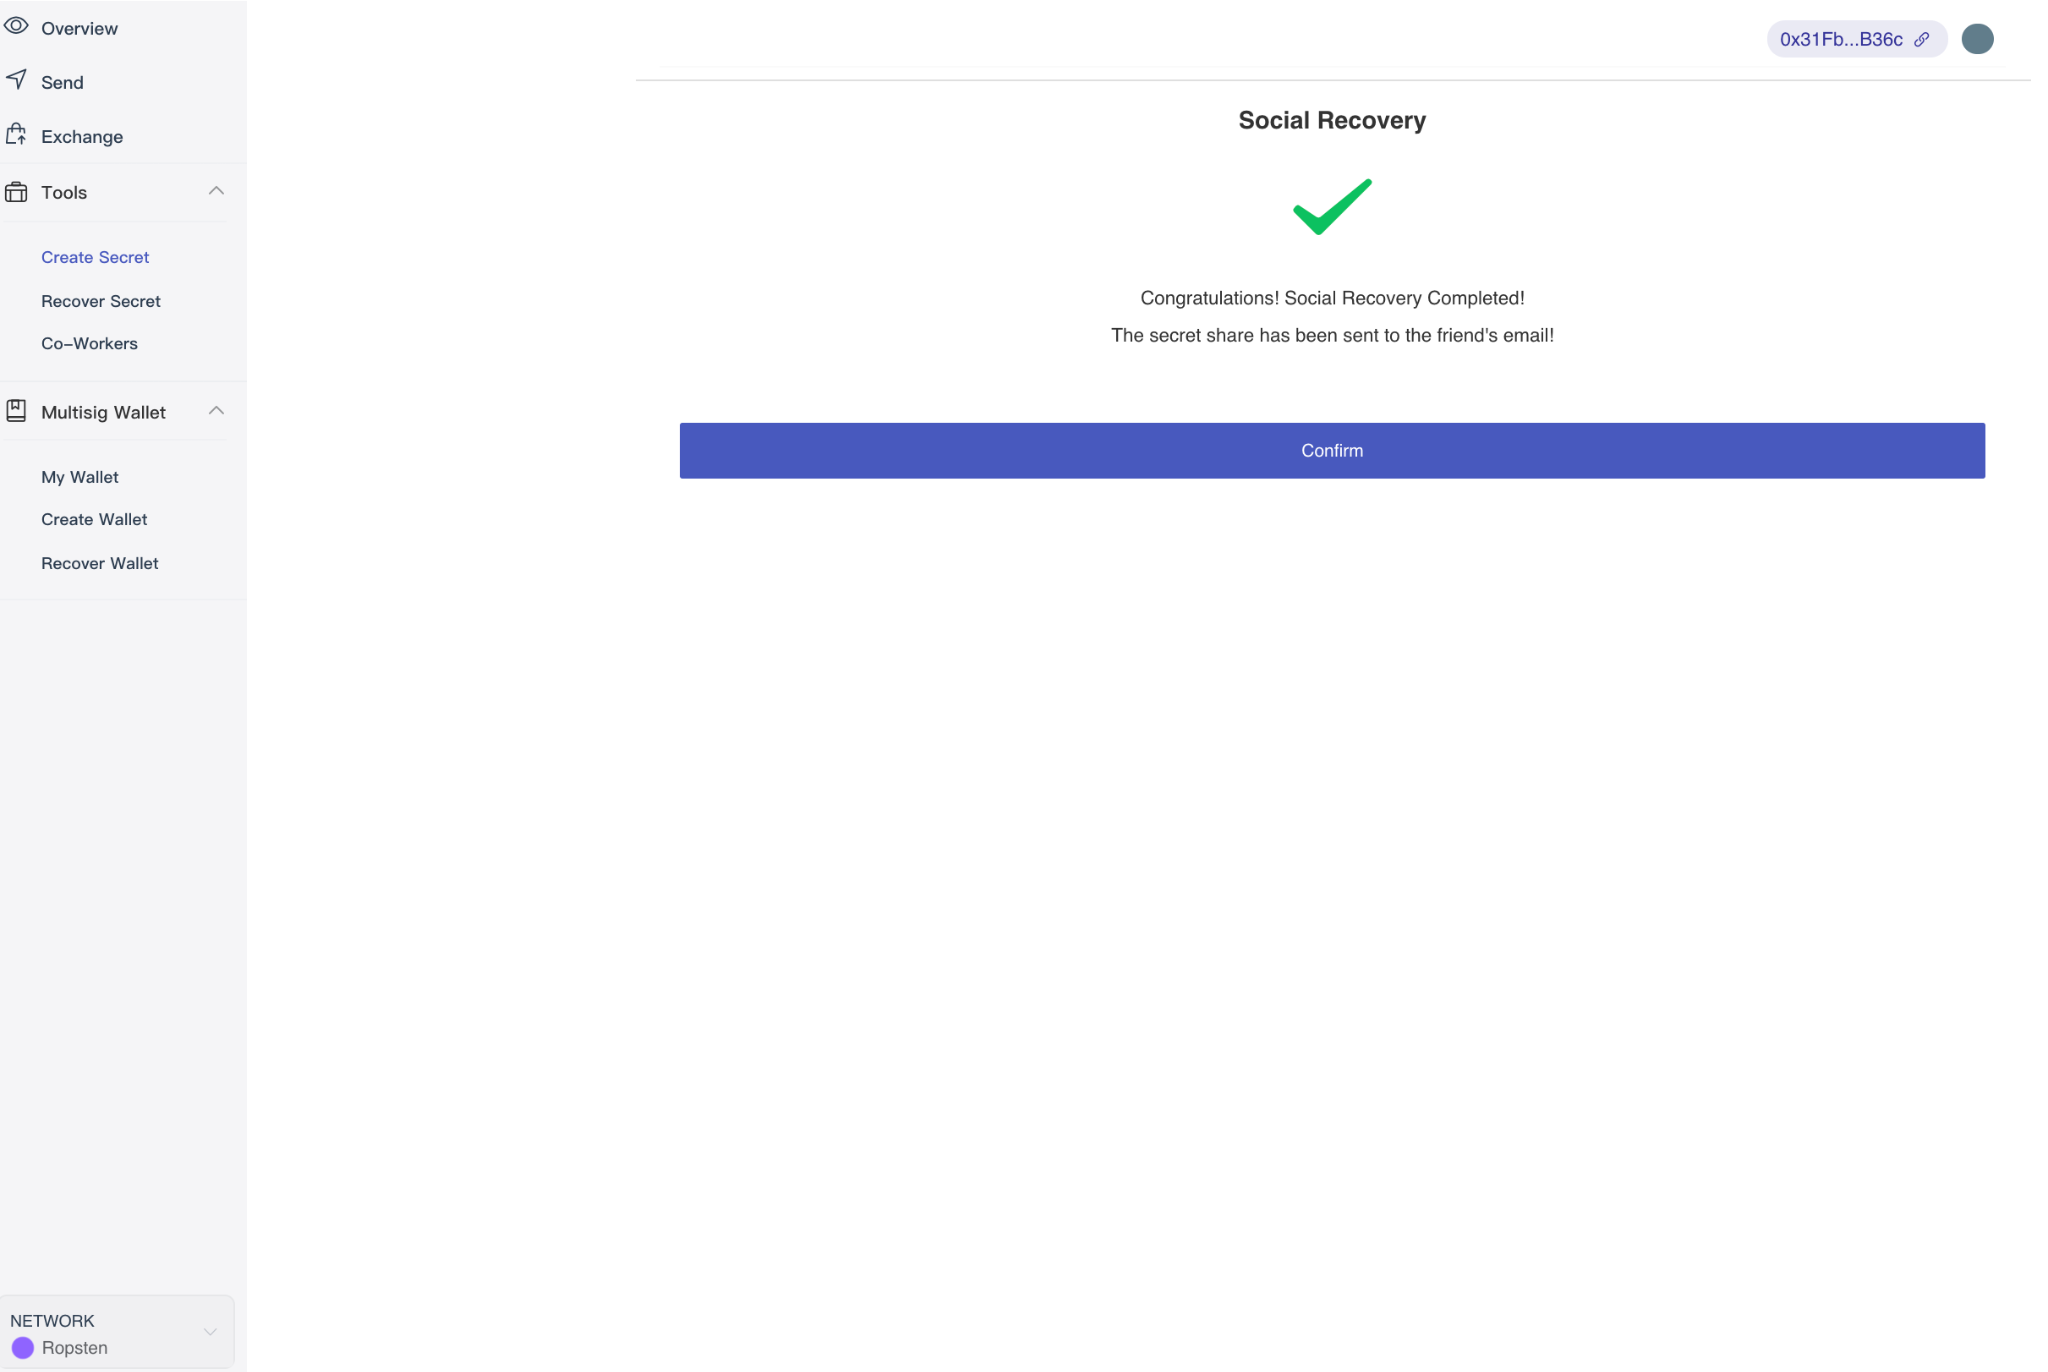 Overview
Send
Exchange
Tools
Create Secret
Recover Secret
Co–Workers
Multisig Wallet
My Wallet
Create Wallet
Recover Wallet
NETWORK
Ropsten
0x31Fb...B36c
Social Recovery
Congratulations! Social Recovery Completed!
The secret share has been sent to the friend's email!
Confirm